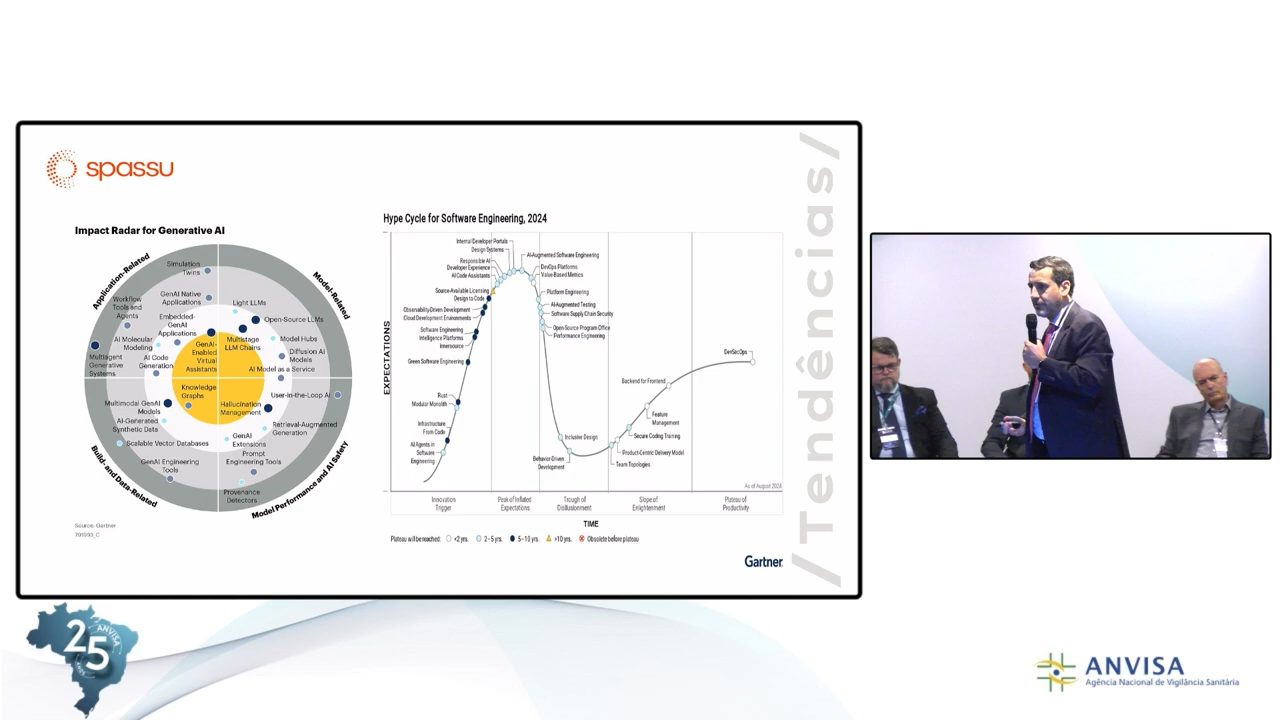 spassu
/Tendências/
Impact Radar for Generative AI
Application-Related
Model-Related
Simulation
Twins
GenAI Native
Applications
Workflow
Tools and
Agents
Embedded-
GenAI
Applications
AI Molecular
Modeling
Multiagent
Generative
Systems
AI Code
Generation
GenAI-
Enabled
Virtual
Assistants
Light LLMs
Open-Source LLMs
Multistage
LLM Chains
Model Hubs
Diffusion AI
Models
AI Model as a Service
Knowledge
Graphs
Multimodal GenAI
Models
AI-Generated
Synthetic Data
Scalable Vector Databases
GenAI Engineering
Tools
User-in-the-Loop AI
Hallucination
Management
Retrieval-Augmented
Generation
GenAI
Extensions
Prompt
Engineering Tools
Provenance
Detectors
Build- and Data-Related
Model Performance and AI Safety
Source: Gartner
Hype Cycle for Software Engineering, 2024
EXPECTATIONS
Internal Developer Portals
Design Systems
Responsible AI
Developer Experience
AI Code Assistants
Source-Available Licensing
Design to Code
Observability-Driven Development
Cloud Development Environments
Software Engineering
Intelligence Platforms
Innersource
Green Software Engineering
Rust
Modular Monolith
Infrastructure
From Code
AI Agents in
Software
Engineering
AI-Augmented Software Engineering
DevOps Platforms
Value-Based Metrics
Platform Engineering
AI-Augmented Testing
Software Supply Chain Security
Open-Source Program Office
Performance Engineering
Inclusive Design
Behavior-Driven
Development
Team Topologies
Product-Centric Delivery Model
Secure Coding Training
Feature
Management
Backend for Frontend
DevSecOps
As of August 2024
Innovation
Trigger
Peak of Inflated
Expectations
Trough of
Disillusionment
Slope of
Enlightenment
Plateau of
Productivity
TIME
Plateau will be reached: <2 yrs. 2-5 yrs. 5-10 yrs. >10 yrs. Obsolete before plateau
Gartner
25
ANVISA
ANVISA
Agência Nacional de Vigilância Sanitária